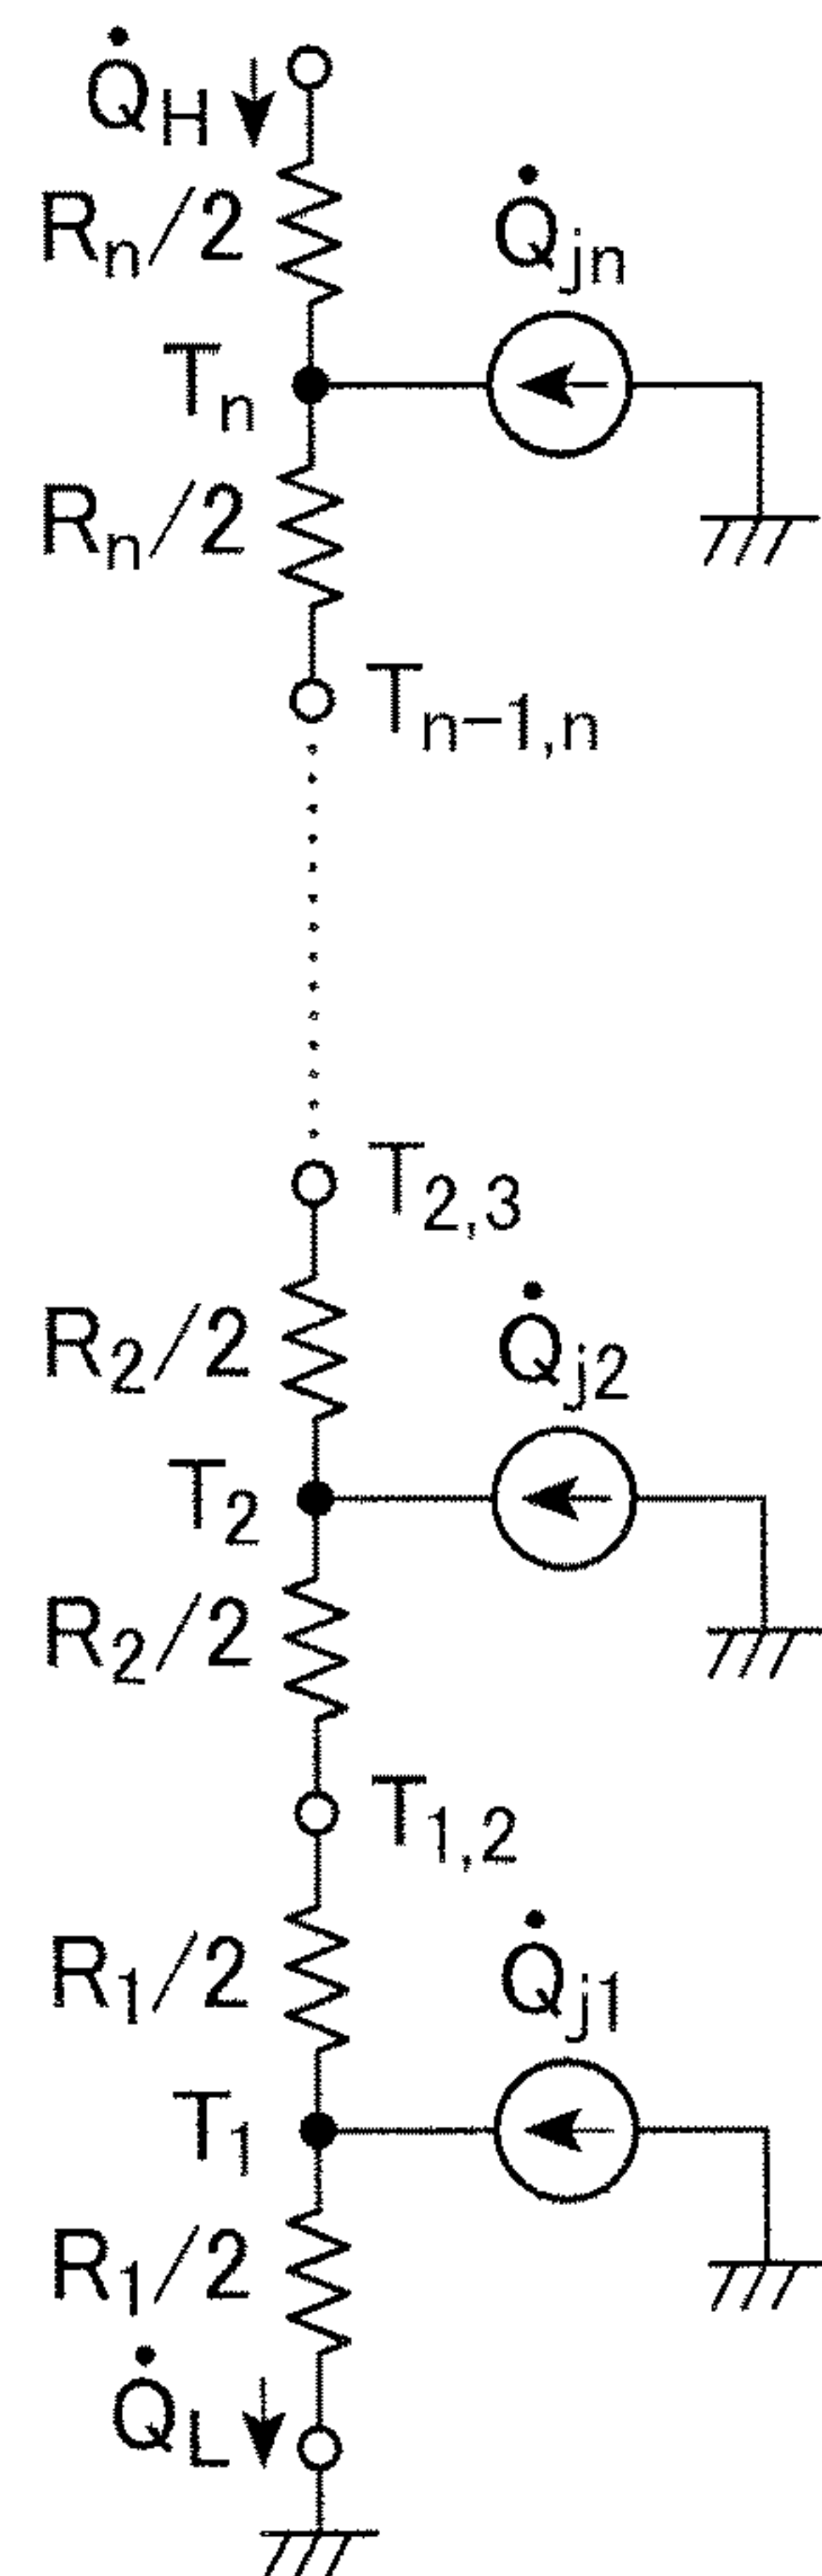 Q̇H
Q̇jn
Rn/2
Tn
Rn/2
Tn−1,n
T2,3
Q̇j2
R2/2
T2
R2/2
T1,2
Q̇j1
R1/2
T1
R1/2
Q̇L